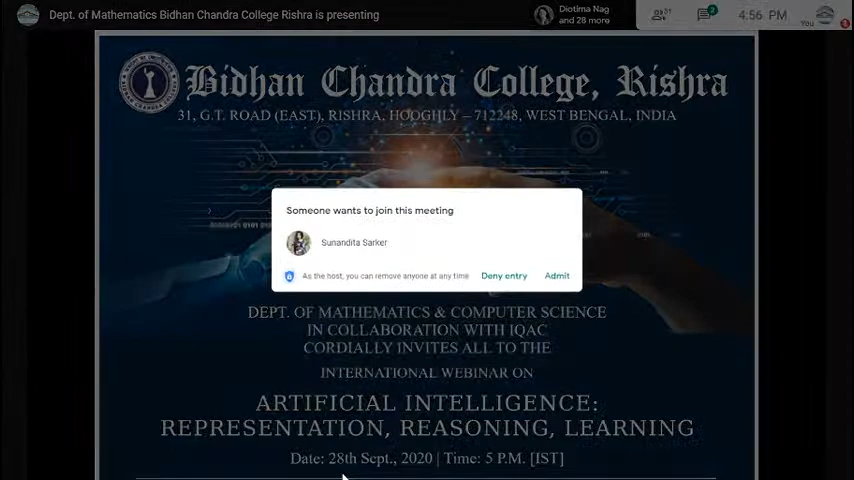 Dept. of Mathematics Bidhan Chandra College Rishra is presenting
Diotima Nag
and 28 more
31
2
4:56 PM
You
Bidhan Chandra College, Rishra
31, G.T. ROAD (EAST), RISHRA, HOOGHLY – 712248, WEST BENGAL, INDIA
Someone wants to join this meeting
Sunandita Sarker
As the host, you can remove anyone at any time
Deny entry
Admit
DEPT. OF MATHEMATICS & COMPUTER SCIENCE
IN COLLABORATION WITH IQAC
CORDIALLY INVITES ALL TO THE
INTERNATIONAL WEBINAR ON
ARTIFICIAL INTELLIGENCE:
REPRESENTATION, REASONING, LEARNING
Date: 28th Sept., 2020 | Time: 5 P.M. [IST]